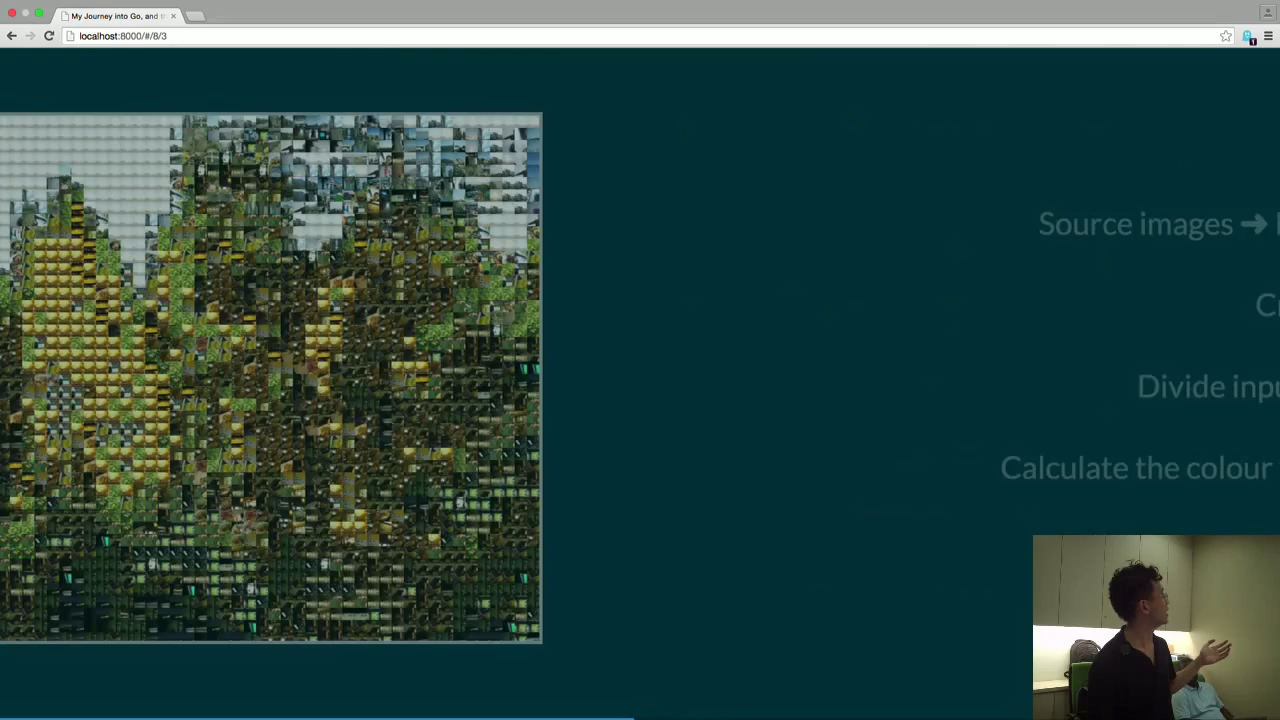 My Journey into Go, and t
localhost:8000/#/8/3
Source images ➜
Divide inpu
Calculate the colour